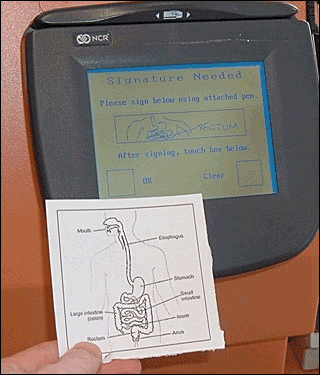 NCR
Signature Needed
Please sign below using attached pen.
RECTUM
After signing, touch box below.
OK
Clear
Mouth
Esophagus
Stomach
Small
intestine
Large intestine
(colon)
Rectum
Anus